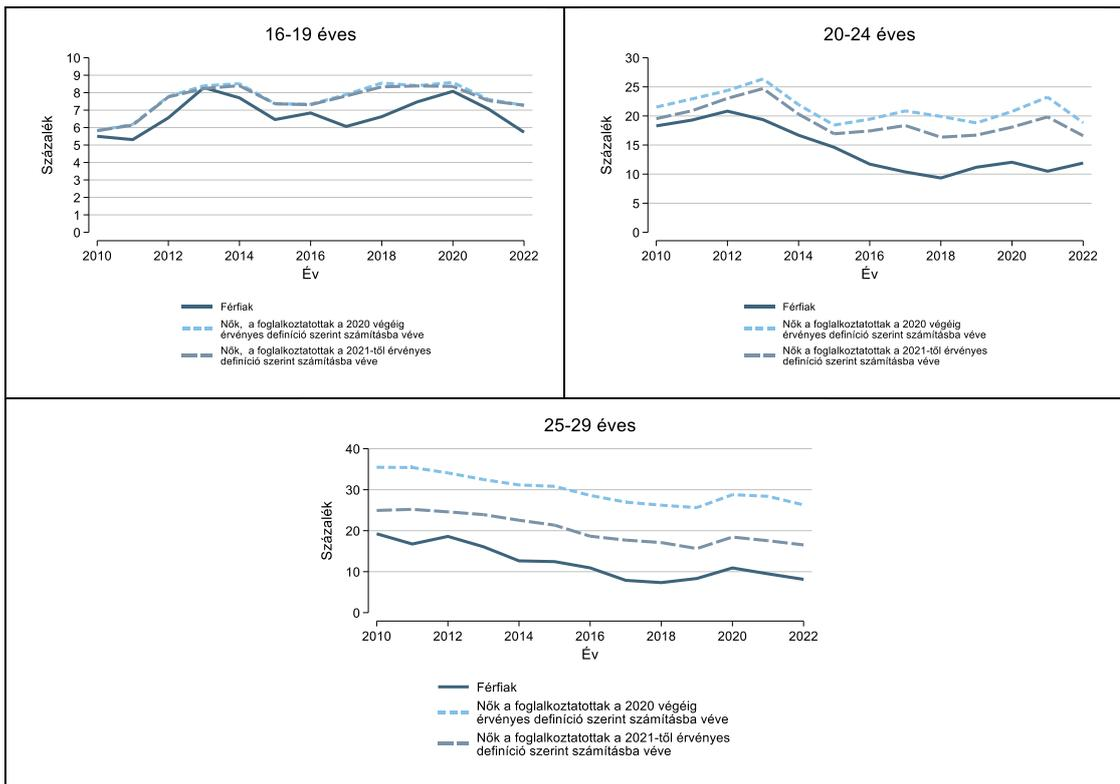 16-19 éves
10
9
8
7
6
5
4
3
2
1
0
Százalék
2010 2012 2014 2016 2018 2020 2022
Év
Férfiak
Nők, a foglalkoztatottak a 2020 végéig
érvényes definíció szerint számításba véve
Nők, a foglalkoztatottak a 2021-től érvényes
definíció szerint számításba véve
20-24 éves
30
25
20
15
10
5
0
Százalék
2010 2012 2014 2016 2018 2020 2022
Év
Férfiak
Nők a foglalkoztatottak a 2020 végéig
érvényes definíció szerint számításba véve
Nők a foglalkoztatottak a 2021-től érvényes
definíció szerint számításba véve
25-29 éves
40
30
20
10
0
Százalék
2010 2012 2014 2016 2018 2020 2022
Év
Férfiak
Nők a foglalkoztatottak a 2020 végéig
érvényes definíció szerint számításba véve
Nők a foglalkoztatottak a 2021-től érvényes
definíció szerint számításba véve